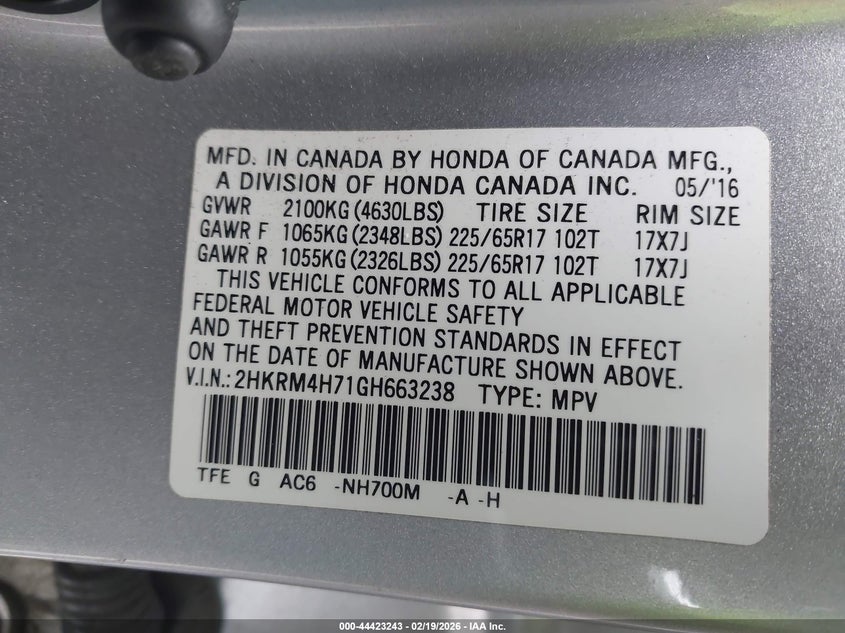 MFD. IN CANADA BY HONDA OF CANADA MFG.,
A DIVISION OF HONDA CANADA INC. 05/'16
GVWR 2100KG(4630LBS) TIRE SIZE RIM SIZE
GAWR F 1065KG(2348LBS) 225/65R17 102T 17X7J
GAWR R 1055KG(2326LBS) 225/65R17 102T 17X7J
THIS VEHICLE CONFORMS TO ALL APPLICABLE
FEDERAL MOTOR VEHICLE SAFETY
AND THEFT PREVENTION STANDARDS IN EFFECT
ON THE DATE OF MANUFACTURE SHOWN ABOVE.
V.I.N.:2HKRM4H71GH663238 TYPE: MPV
TFE G AC6 -NH700M -A -H
000-44423243 - 02/19/2026 - IAA Inc.